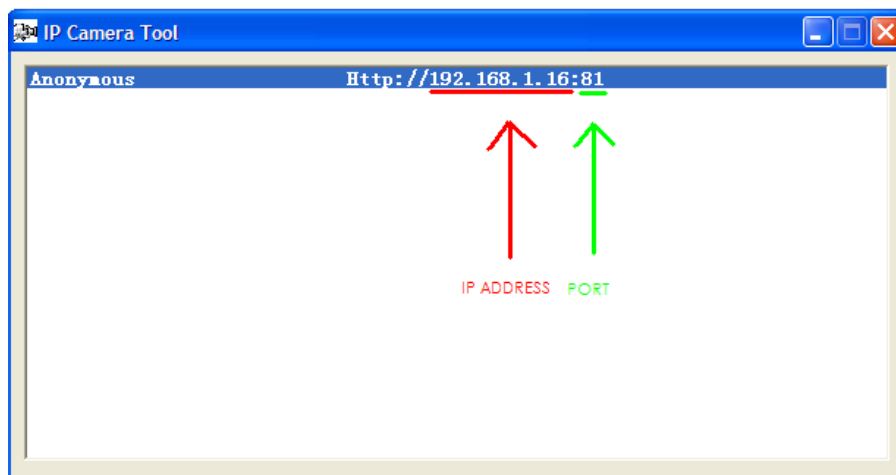 IP Camera Tool
Anonymous Http://192.168.1.16:81
IP ADDRESS PORT